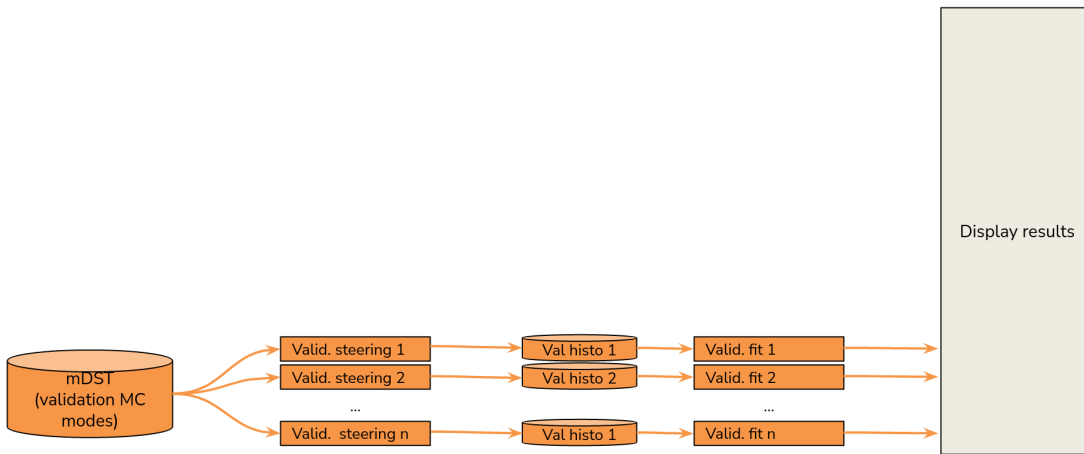 Display results
Valid. steering 1
Val histo 1
Valid. fit 1
mDST
(validation MC
modes)
Valid. steering 2
Val histo 2
Valid. fit 2
...
...
Valid. steering n
Val histo 1
Valid. fit n